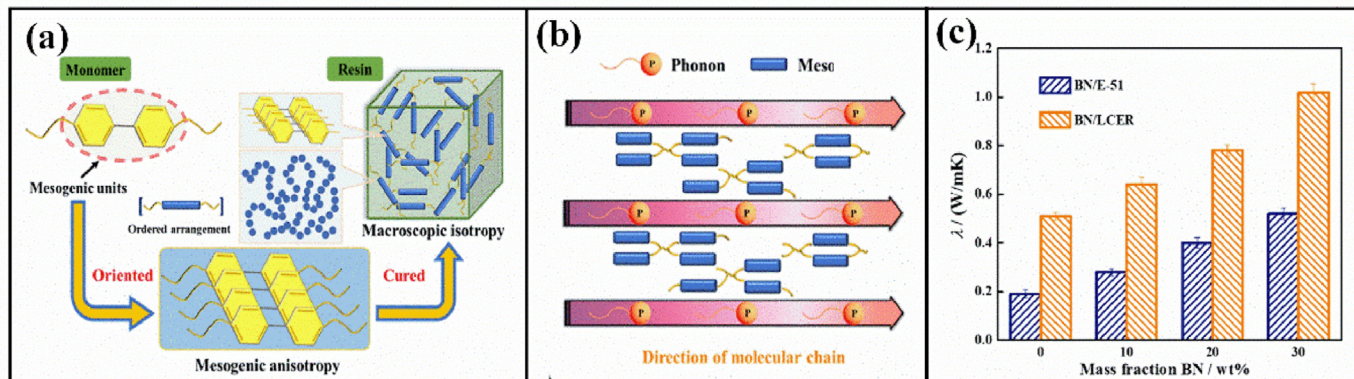 (a)
Monomer
Resin
Mesogenic units
[ ]
Ordered arrangement
Macroscopic isotropy
Oriented
Cured
Mesogenic anisotropy
(b)
P Phonon Meso
P P P
P P P
P P P
Direction of molecular chain
(c)
BN/E-51
BN/LCER
λ / (W/mK)
1.2
1.0
0.8
0.6
0.4
0.2
0.0
0 10 20 30
Mass fraction BN / wt%